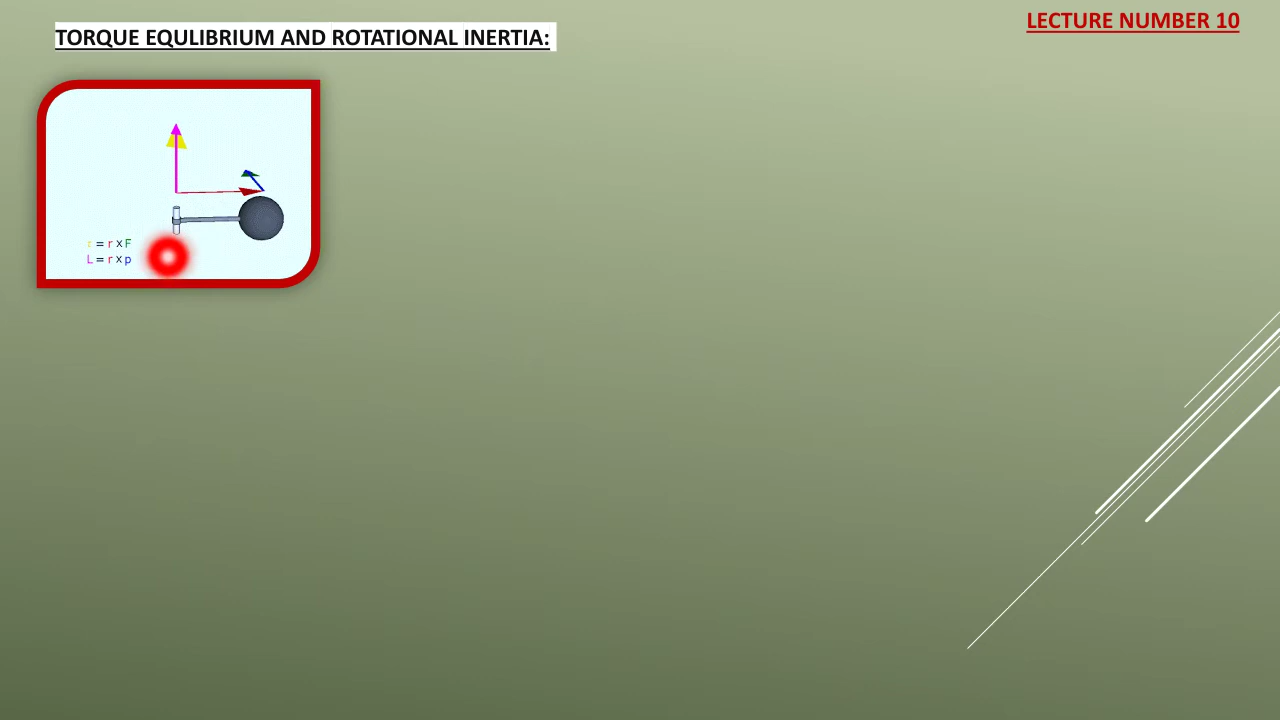 LECTURE NUMBER 10
TORQUE EQULIBRIUM AND ROTATIONAL INERTIA:
τ = r x F
L = r x p